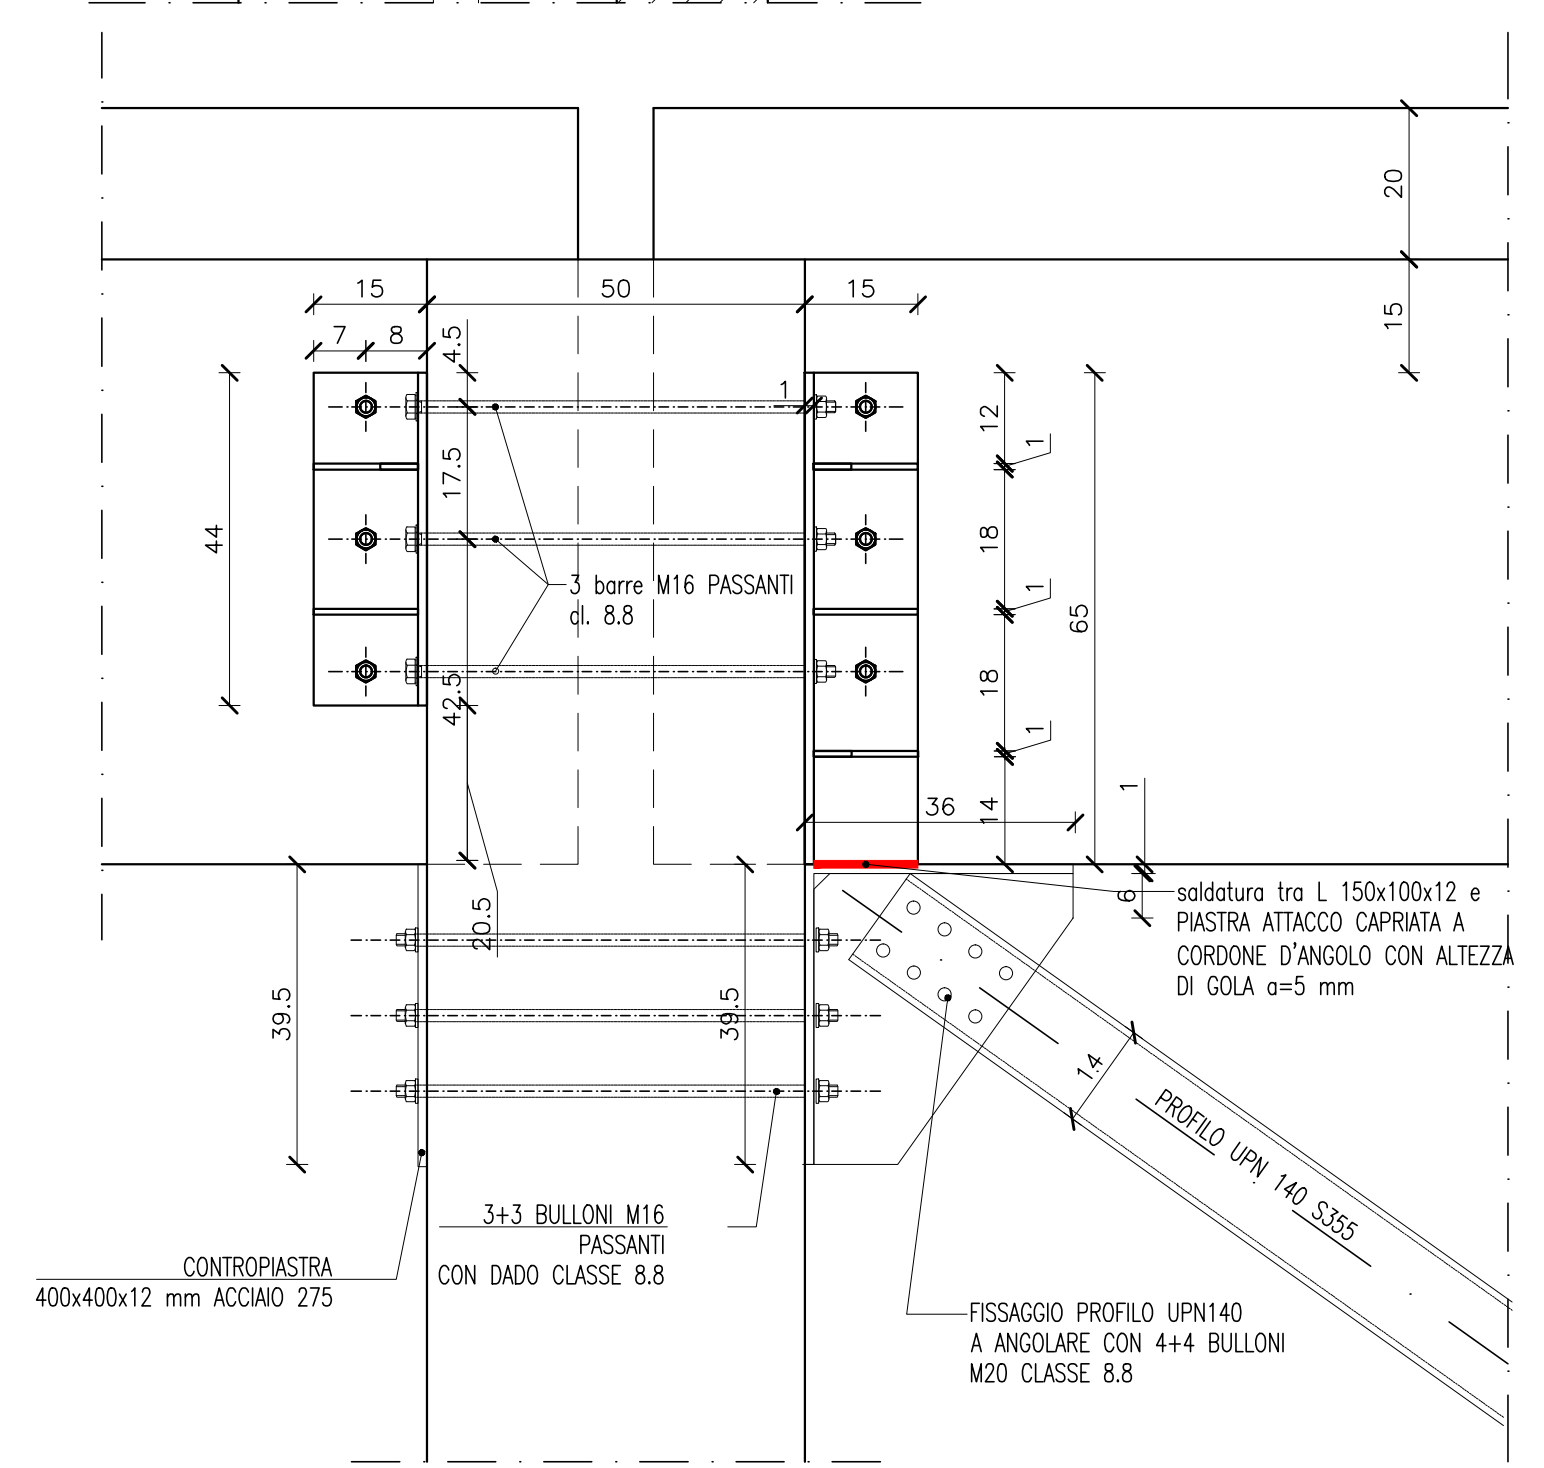 20
15
50
15
15
7
8
4.5
1
12
1
17.5
44
18
1
65
3 barre M16 PASSANTI
cl. 8.8
42.5
18
1
14
36
1
6
saldatura tra L 150x100x12 e
PIASTRA ATTACCO CAPRIATA A
CORDONE D'ANGOLO CON ALTEZZA
DI GOLA a=5 mm
20.5
39.5
39.5
14
PROFILO UPN 140 S355
3+3 BULLONI M16
PASSANTI
CON DADO CLASSE 8.8
CONTROPIASTRA
400x400x12 mm ACCIAIO 275
FISSAGGIO PROFILO UPN140
A ANGOLARE CON 4+4 BULLONI
M20 CLASSE 8.8